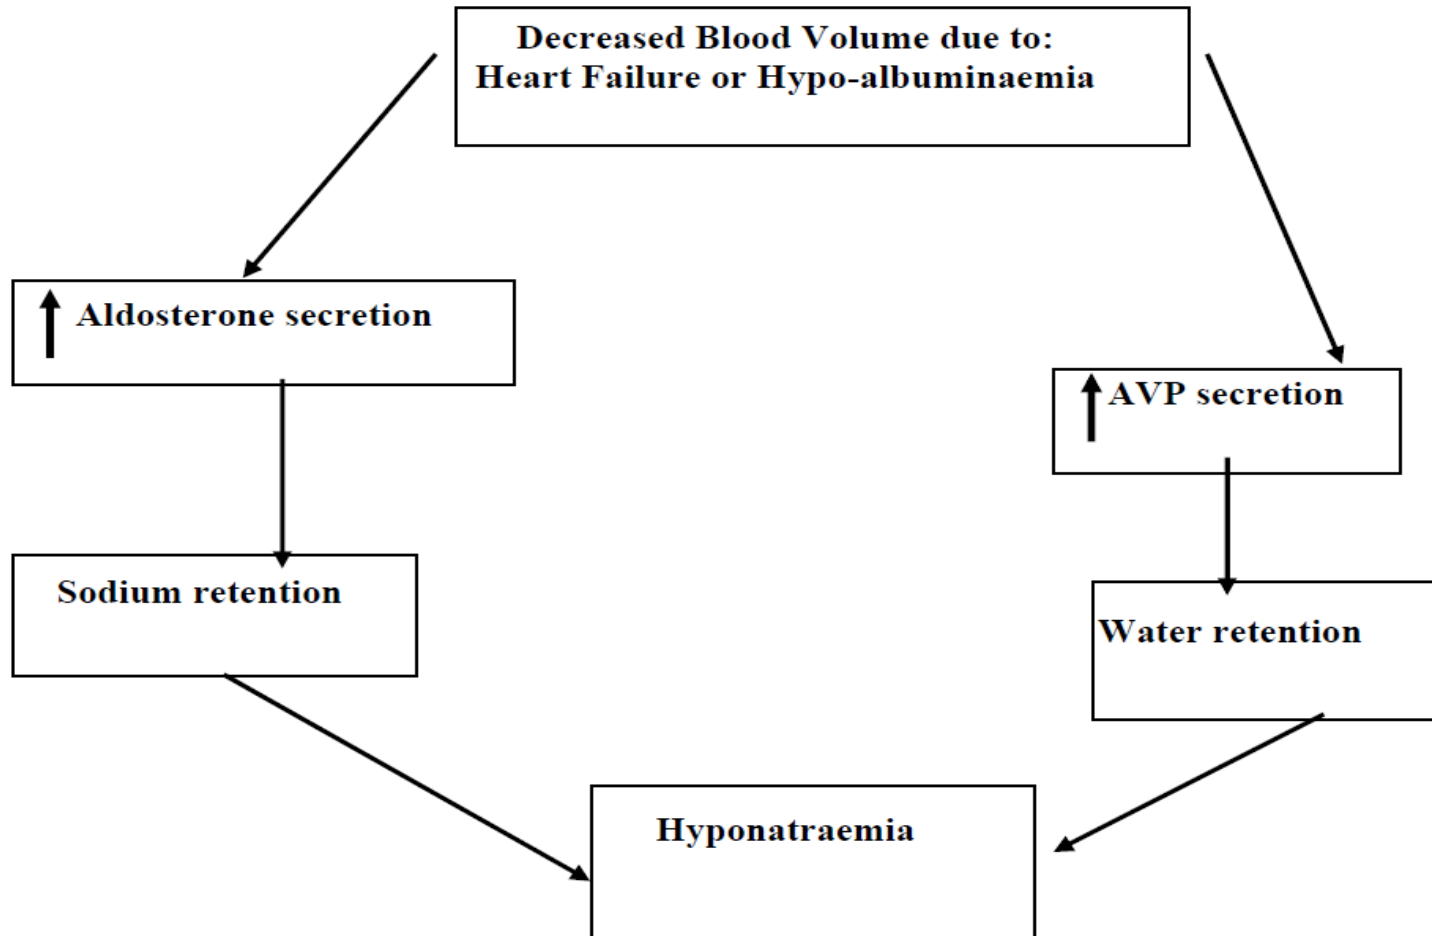 Decreased Blood Volume due to:
Heart Failure or Hypo-albuminaemia
Aldosterone secretion
AVP secretion
Sodium retention
Water retention
Hyponatraemia